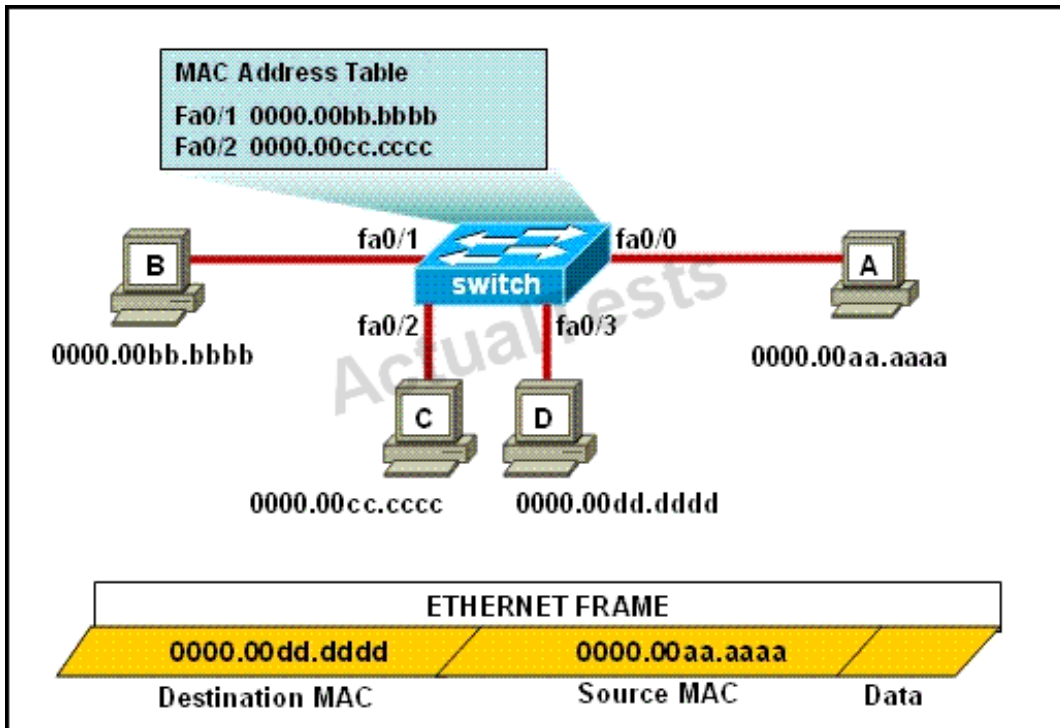 MAC Address Table
Fa0/1 0000.00bb.bbbb
Fa0/2 0000.00cc.cccc
fa0/1
fa0/0
B
A
switch
fa0/2
fa0/3
0000.00bb.bbbb
0000.00aa.aaaa
ActualTests
C
D
0000.00cc.cccc
0000.00dd.dddd
ETHERNET FRAME
0000.00dd.dddd
0000.00aa.aaaa
Destination MAC
Source MAC
Data